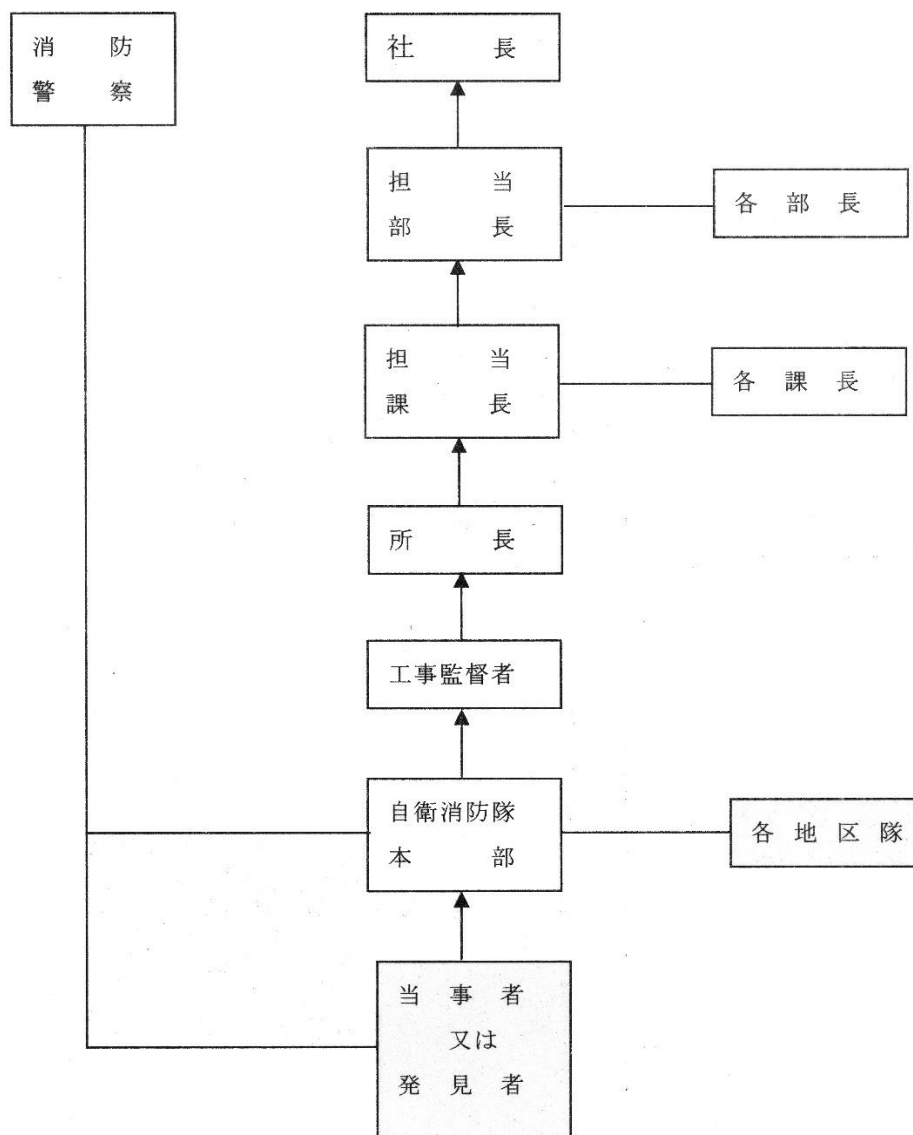 消防
警察
社長
担当
部長
各部長
担当
課長
各課長
所長
工事監督者
自衛消防隊
本部
各地区隊
当事者
又は
発見者